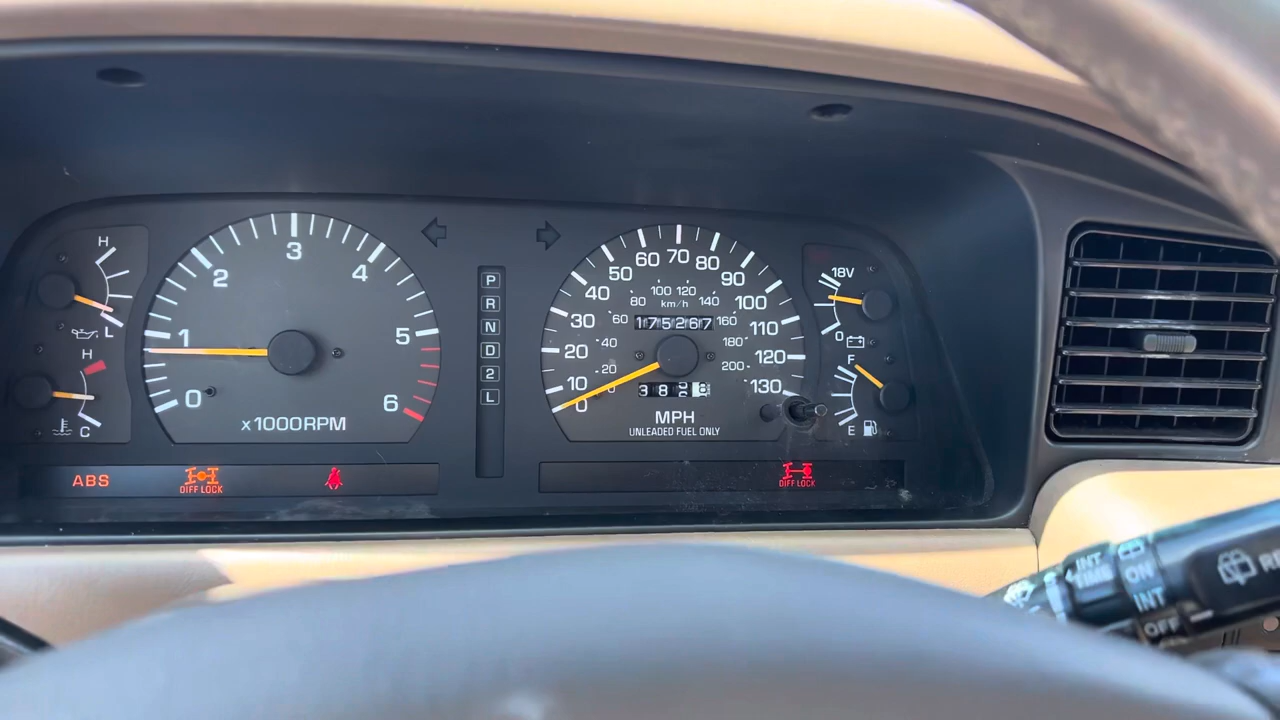 H
L
H
C
0
1
2
3
4
5
6
x1000RPM
P
R
N
D
2
L
0
10
20
30
40
50
60
70
80
90
100
110
120
130
0
20
40
60
80
100
120
140
160
180
200
km/h
175267
MPH
UNLEADED FUEL ONLY
18V
0
F
E
ABS
DIFF LOCK
DIFF LOCK
INT
TIME
ON
INT
OFF